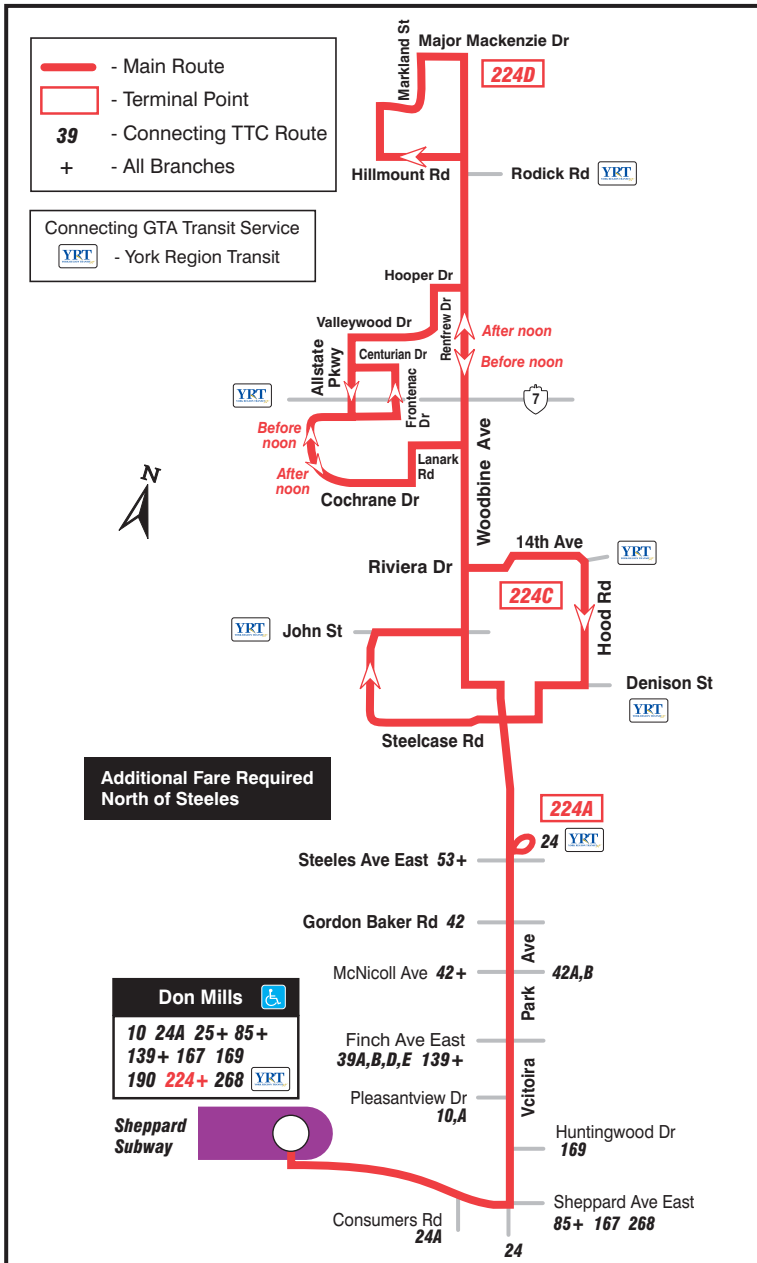 - Main Route
- Terminal Point
39 - Connecting TTC Route
+ - All Branches
Connecting GTA Transit Service
YRT - York Region Transit
Markland St
Major Mackenzie Dr
224D
Hillmount Rd
Rodick Rd YRT
Hooper Dr
Renfrew Dr
Valleywood Dr
After noon
Before noon
Centurian Dr
Allstate
Pkwy
Frontenac
Dr
YRT
7
Before
noon
After
noon
Lanark
Rd
Cochrane Dr
Woodbine Ave
N
14th Ave
YRT
Riviera Dr
224C
Hood Rd
YRT John St
Denison St
YRT
Steelcase Rd
Additional Fare Required
North of Steeles
224A
24 YRT
Steeles Ave East 53+
Gordon Baker Rd 42
McNicoll Ave 42+
42A,B
Vcitoira Park Ave
Don Mills
10 24A 25+ 85+
139+ 167 169
190 224+ 268 YRT
Finch Ave East
39A,B,D,E 139+
Pleasantview Dr
10,A
Sheppard
Subway
Huntingwood Dr
169
Sheppard Ave East
85+ 167 268
Consumers Rd
24A
24